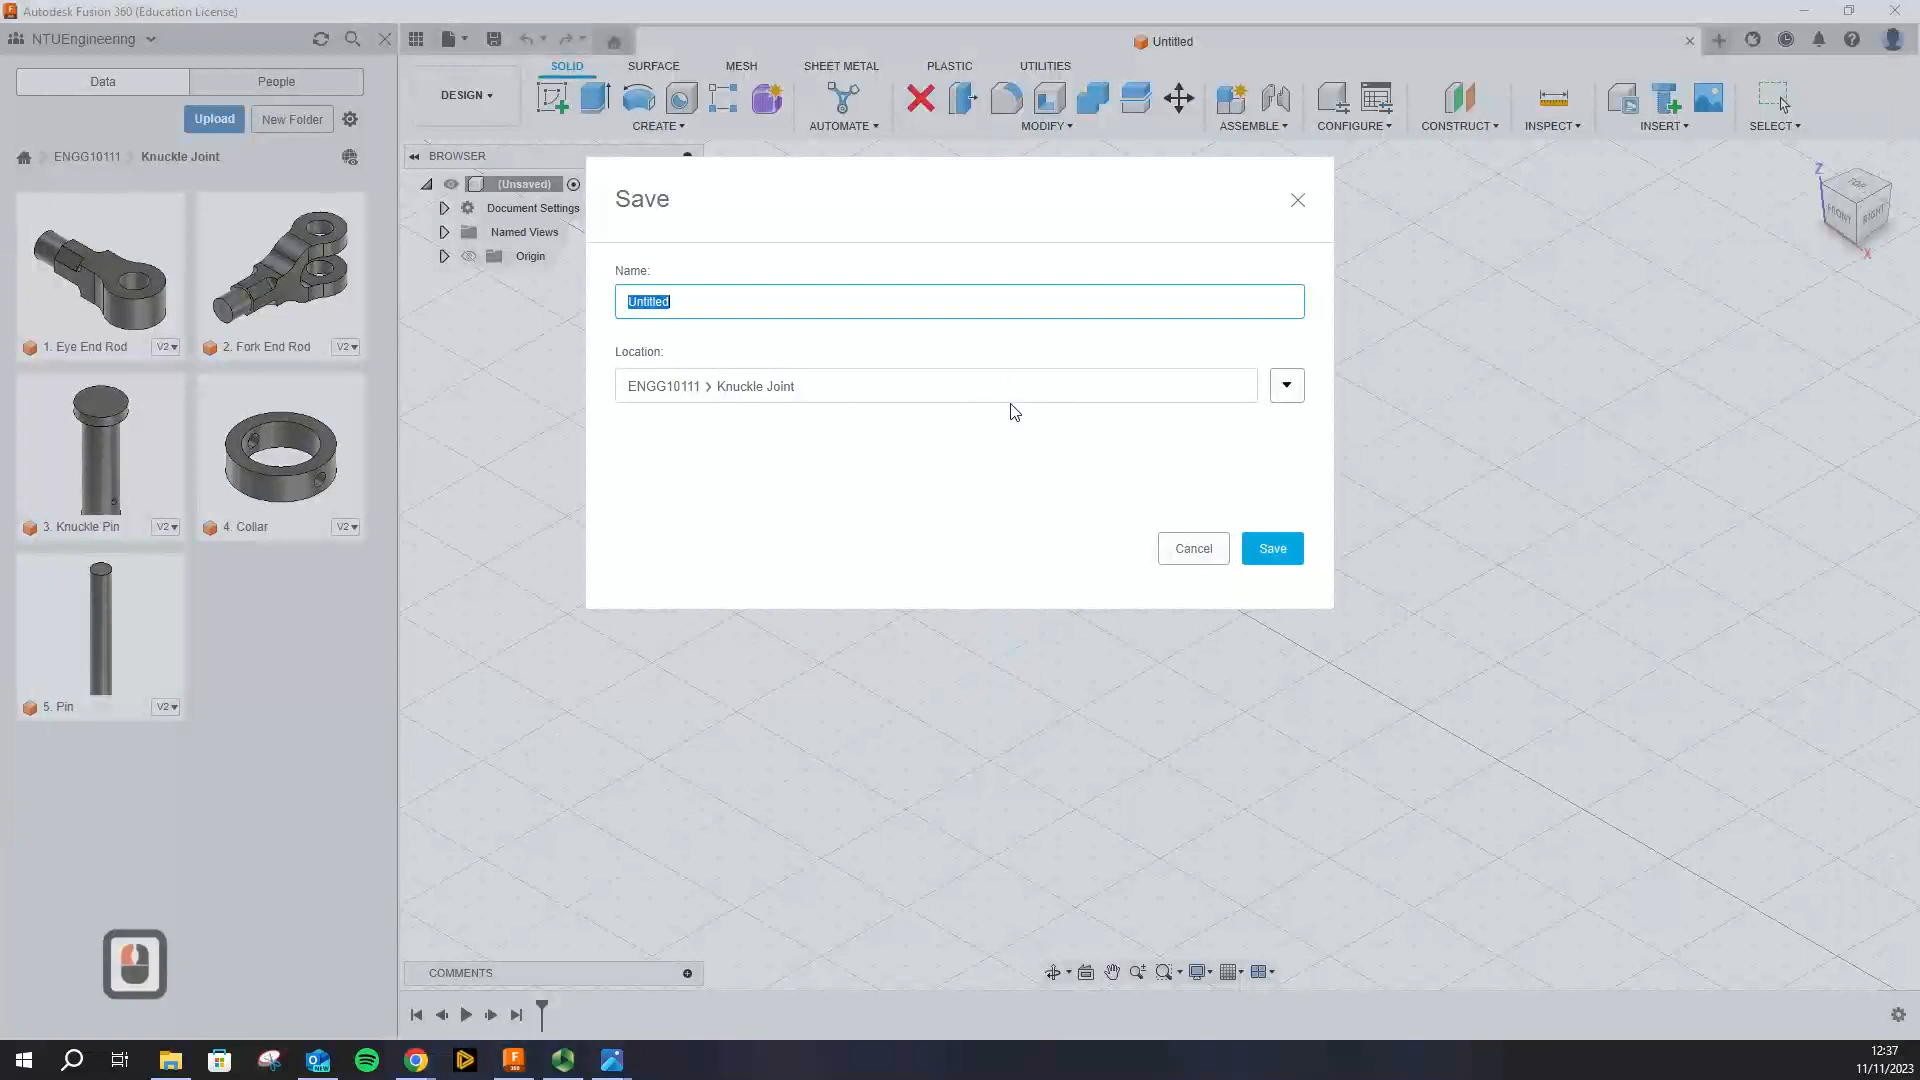 Autodesk Fusion 360 (Education License)
NTUEngineering
Untitled
Data
People
SOLID
SURFACE
MESH
SHEET METAL
PLASTIC
UTILITIES
DESIGN
Upload
New Folder
CREATE
AUTOMATE
MODIFY
ASSEMBLE
CONFIGURE
CONSTRUCT
INSPECT
INSERT
SELECT
ENGG10111
Knuckle Joint
BROWSER
(Unsaved)
Document Settings
Named Views
Origin
Save
Name:
Untitled
Location:
ENGG10111 > Knuckle Joint
Cancel
Save
Z
TOP
FRONT
RIGHT
X
1. Eye End Rod V2
2. Fork End Rod V2
3. Knuckle Pin V2
4. Collar V2
5. Pin V2
COMMENTS
12:37
11/11/2023